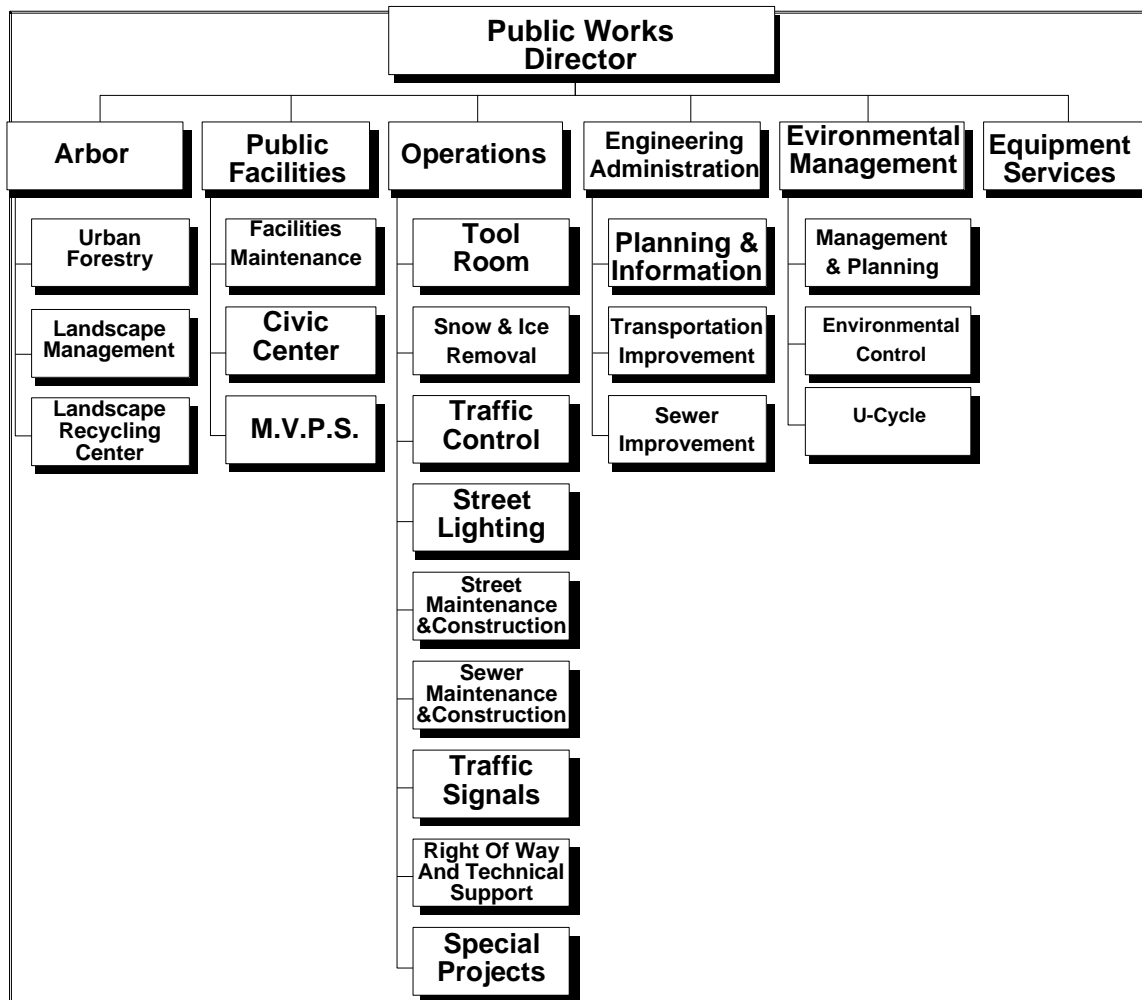 Public Works
Director
Arbor
Public
Facilities
Operations
Engineering
Administration
Evironmental
Management
Equipment
Services
Urban
Forestry
Landscape
Management
Landscape
Recycling
Center
Facilities
Maintenance
Civic
Center
M.V.P.S.
Tool
Room
Snow & Ice
Removal
Traffic
Control
Street
Lighting
Street
Maintenance
&Construction
Sewer
Maintenance
&Construction
Traffic
Signals
Right Of Way
And Technical
Support
Special
Projects
Planning &
Information
Transportation
Improvement
Sewer
Improvement
Management
& Planning
Environmental
Control
U-Cycle